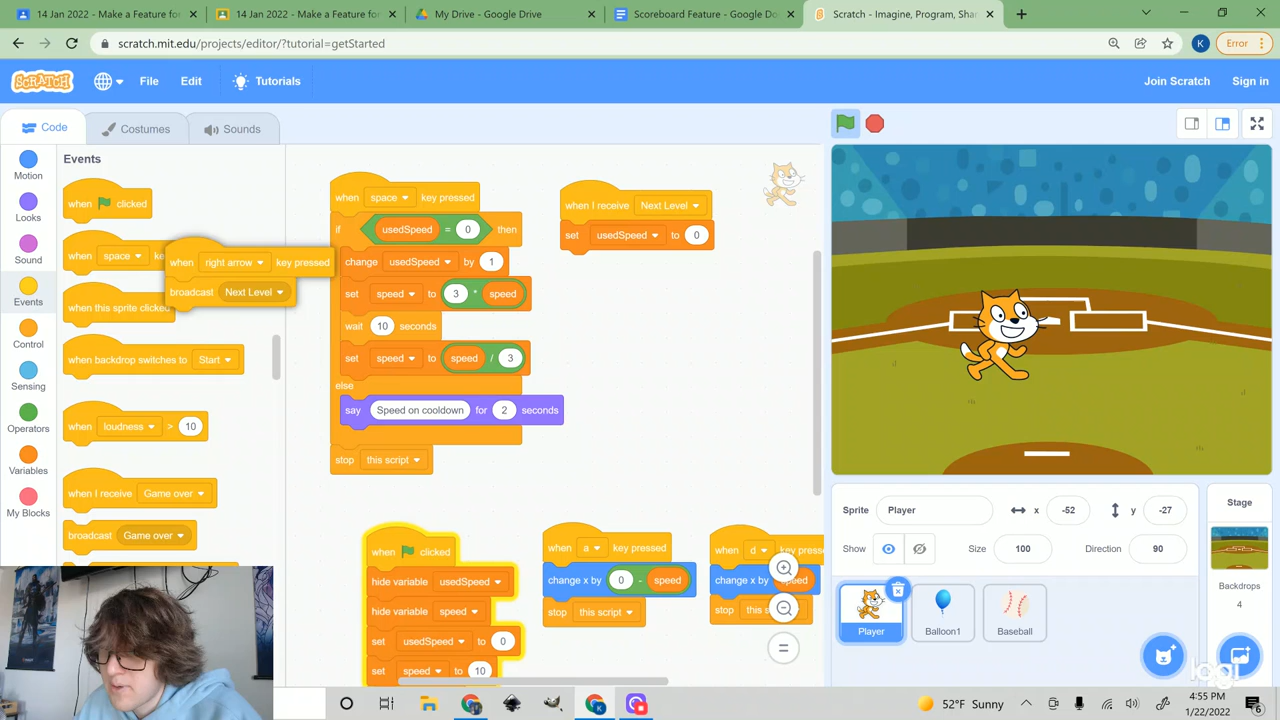 14 Jan 2022 - Make a Feature for
14 Jan 2022 - Make a Feature for
My Drive - Google Drive
Scoreboard Feature - Google Do
Scratch - Imagine, Program, Shar
scratch.mit.edu/projects/editor/?tutorial=getStarted
K
Error
SCRATCH
File
Edit
Tutorials
Join Scratch
Sign in
Code
Costumes
Sounds
Motion
Looks
Sound
Events
Control
Sensing
Operators
Variables
My Blocks
Events
when clicked
when space ke
when right arrow key pressed
broadcast Next Level
when this sprite clicked
when backdrop switches to Start
when loudness > 10
when I receive Game over
broadcast Game over
when space key pressed
if usedSpeed = 0 then
change usedSpeed by 1
set speed to 3 * speed
wait 10 seconds
set speed to speed / 3
else
say Speed on cooldown for 2 seconds
stop this script
when I receive Next Level
set usedSpeed to 0
when clicked
hide variable usedSpeed
hide variable speed
set usedSpeed to 0
set speed to 10
when a key pressed
change x by 0 - speed
stop this script
when d key presse
change x by speed
stop this s
Sprite Player x -52 y -27
Show Size 100 Direction 90
Player
Balloon1
Baseball
Stage
Backdrops
4
logi
52°F Sunny
4:55 PM
1/22/2022
6